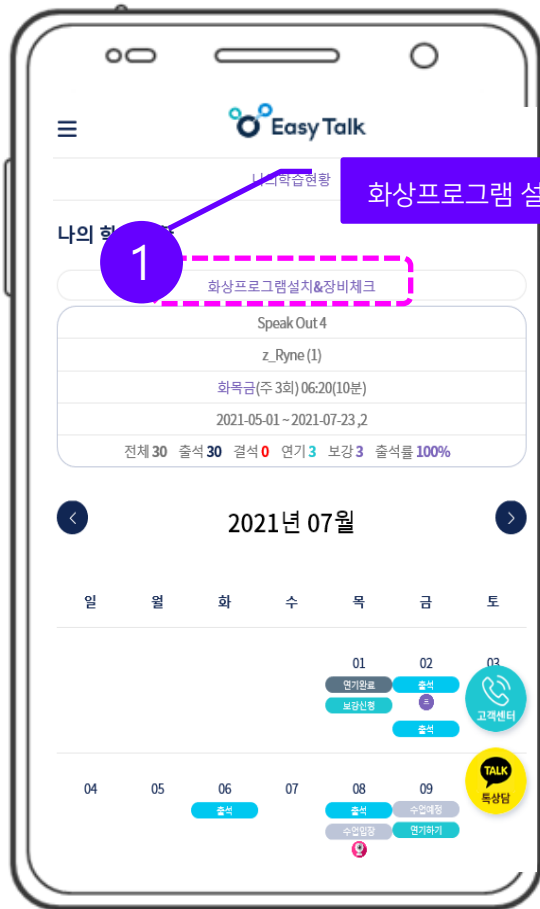 ☰ Easy Talk
나의학습현황
화상프로그램 설
나의 학
1
화상프로그램설치&장비체크
Speak Out 4
z_Ryne (1)
화목금(주 3회) 06:20(10분)
2021-05-01 ~ 2021-07-23 ,2
전체 30 출석 30 결석 0 연기 3 보강 3 출석률 100%
< 2021년 07월 >
일 월 화 수 목 금 토
01 02 03
연기완료 출석
보강신청
출석
고객센터
TALK
톡상담
04 05 06 07 08 09
출석 출석 수업예정
수업입장 연기하기